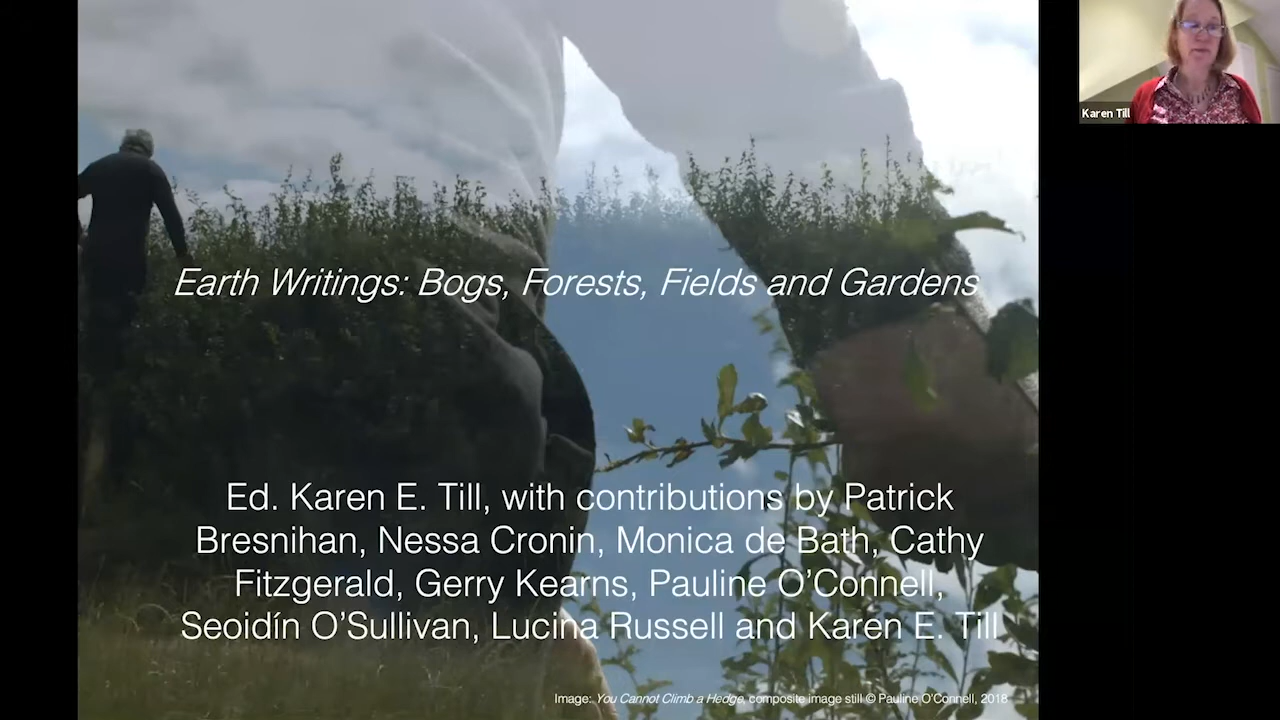 Karen Till
Earth Writings: Bogs, Forests, Fields and Gardens
Ed. Karen E. Till, with contributions by Patrick
Bresnihan, Nessa Cronin, Monica de Bath, Cathy
Fitzgerald, Gerry Kearns, Pauline O'Connell,
Seoidín O'Sullivan, Lucina Russell and Karen E. Till
Image: You Cannot Climb a Hedge, composite image still © Pauline O'Connell, 2018